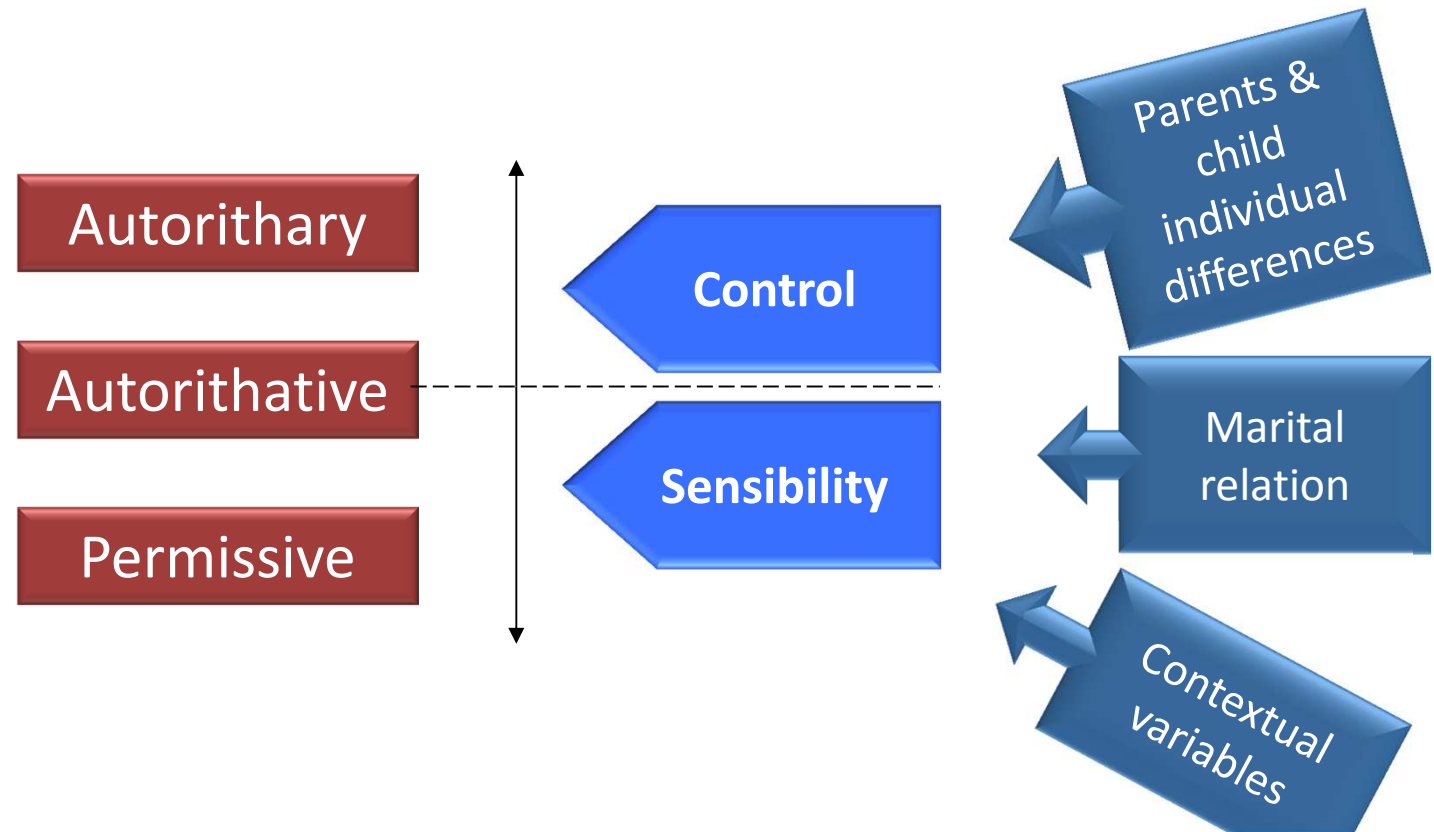 Autorithary
Autorithative
Permissive
Control
Sensibility
Parents &
child
individual
differences
Marital
relation
Contextual
variables